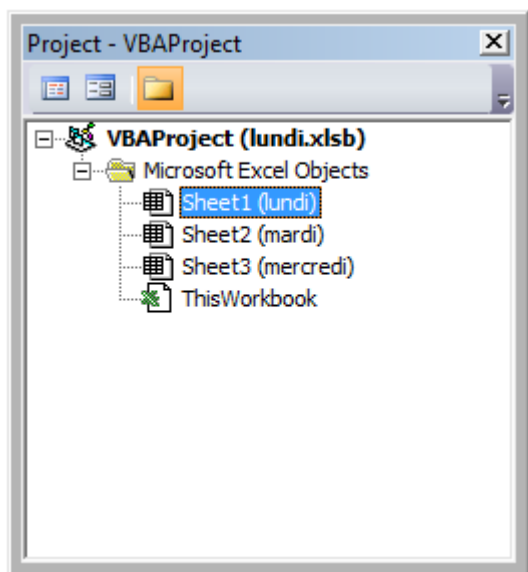 Project - VBAProject
VBAProject (lundi.xlsb)
Microsoft Excel Objects
Sheet1 (lundi)
Sheet2 (mardi)
Sheet3 (mercredi)
ThisWorkbook